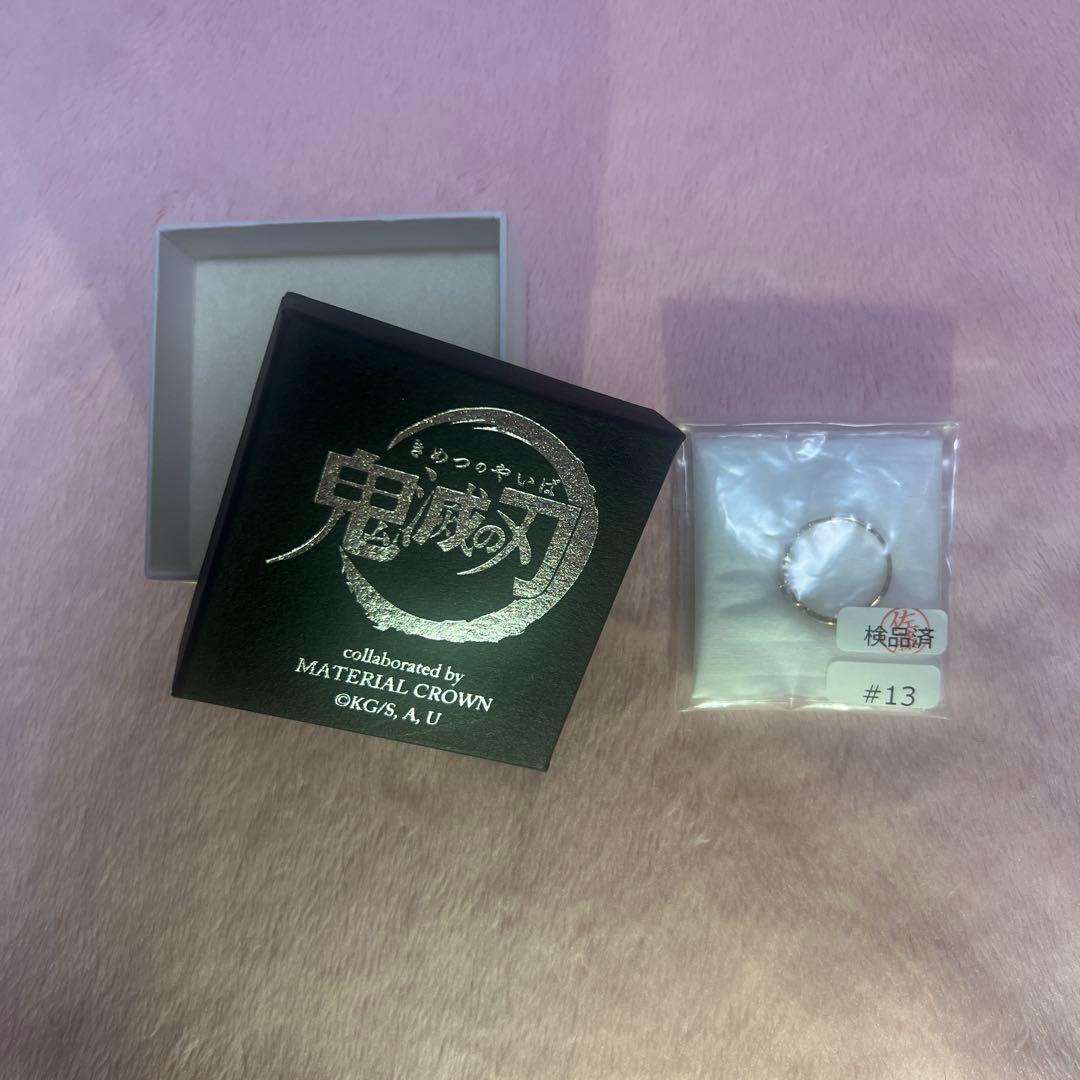 きめつのやいば
鬼滅の刃
collaborated by
MATERIAL CROWN
©KG/S, A, U
検品済
#13